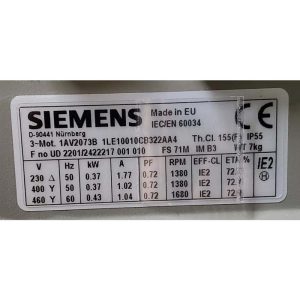 SIEMENS Made in EU CE
D-90441 Nürnberg IEC/EN 60034
3-Mot. 1AV2073B 1LE10010CB322AA4 Th.Cl. 155(F) IP55
F no UD 2201/2422217 001 010 FS 71M IM B3 WT 7kg
V Hz kW A PF RPM EFF-CL ETA% IE2
230 Δ 50 0.37 1.77 0.72 1380 IE2
400 Y 50 0.37 1.02 0.72 1380 IE2
460 Y 60 0.43 1.04 0.72 1680 IE2